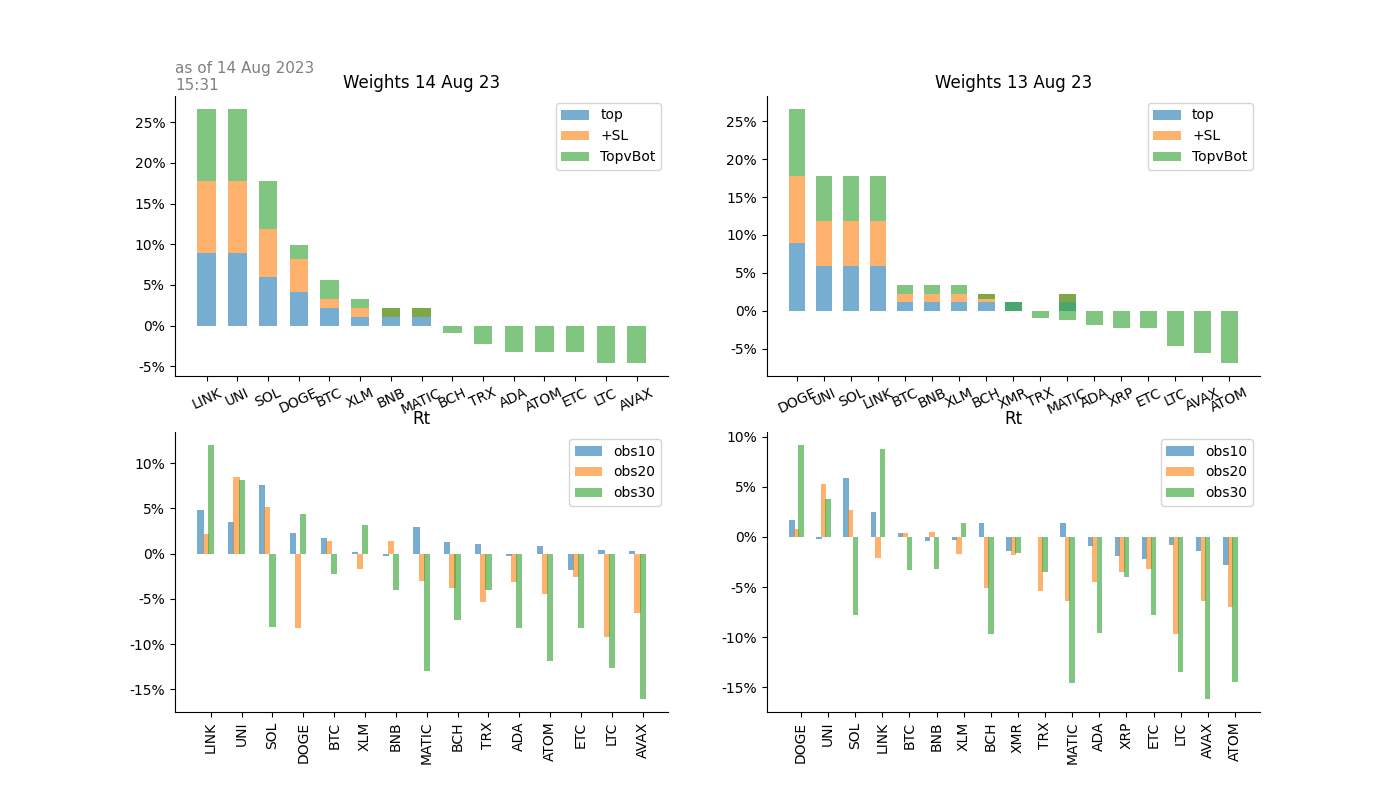 as of 14 Aug 2023
15:31
Weights 14 Aug 23
25%
20%
15%
10%
5%
0%
-5%
top
+SL
TopvBot
LINK UNI SOL DOGE BTC XLM BNB MATIC BCH TRX ADA ATOM ETC LTC AVAX
Weights 13 Aug 23
25%
20%
15%
10%
5%
0%
-5%
top
+SL
TopvBot
DOGE UNI SOL LINK BTC BNB XLM BCH XMR TRX MATIC ADA XRP ETC LTC AVAX ATOM
Rt
10%
5%
0%
-5%
-10%
-15%
obs10
obs20
obs30
LINK UNI SOL DOGE BTC XLM BNB MATIC BCH TRX ADA ATOM ETC LTC AVAX
Rt
10%
5%
0%
-5%
-10%
-15%
obs10
obs20
obs30
DOGE UNI SOL LINK BTC BNB XLM BCH XMR TRX MATIC ADA XRP ETC LTC AVAX ATOM